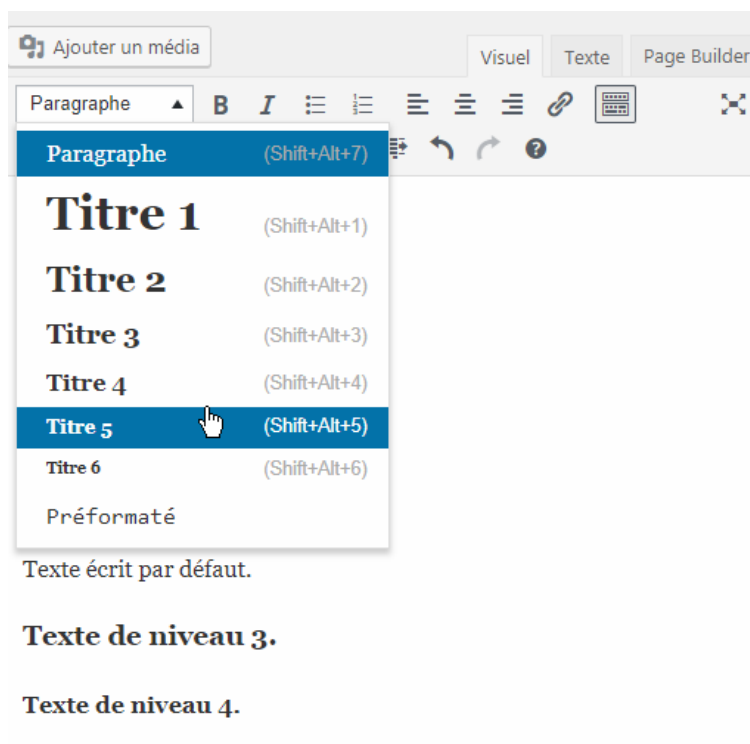 Ajouter un média
Visuel Texte Page Builder
Paragraphe B I
Paragraphe (Shift+Alt+7)
Titre 1 (Shift+Alt+1)
Titre 2 (Shift+Alt+2)
Titre 3 (Shift+Alt+3)
Titre 4 (Shift+Alt+4)
Titre 5 (Shift+Alt+5)
Titre 6 (Shift+Alt+6)
Préformaté
Texte écrit par défaut.
Texte de niveau 3.
Texte de niveau 4.